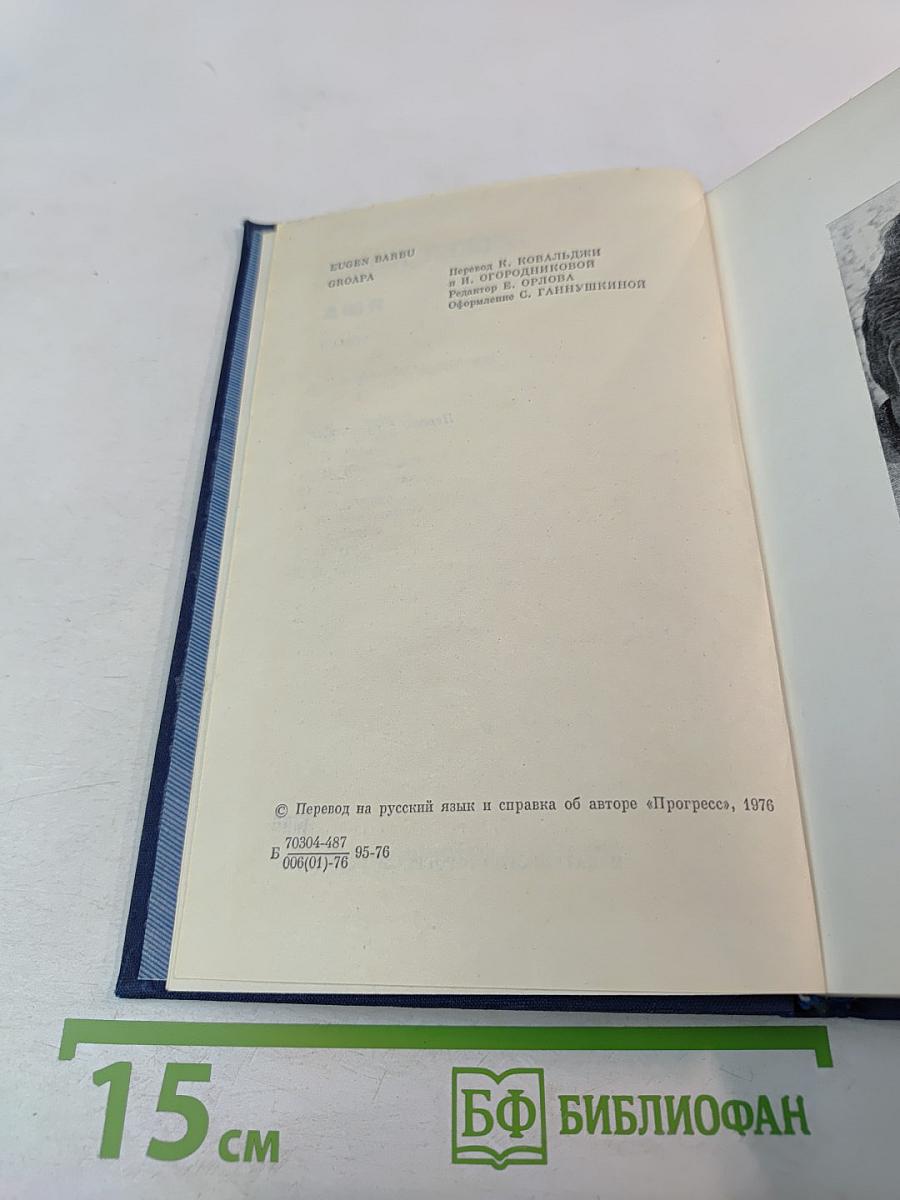 EUGEN BARBU
GROAPA
Перевод К. КОВАЛЬДЖИ
и И. ОГОРОДНИКОВОЙ
Редактор Е. ОРЛОВА
Оформление С. ГАННУШКИНОЙ
© Перевод на русский язык и справка об авторе «Прогресс», 1976
70304-487
Б 95-76
006(01)-76
15 см
БФ БИБЛИОФАН